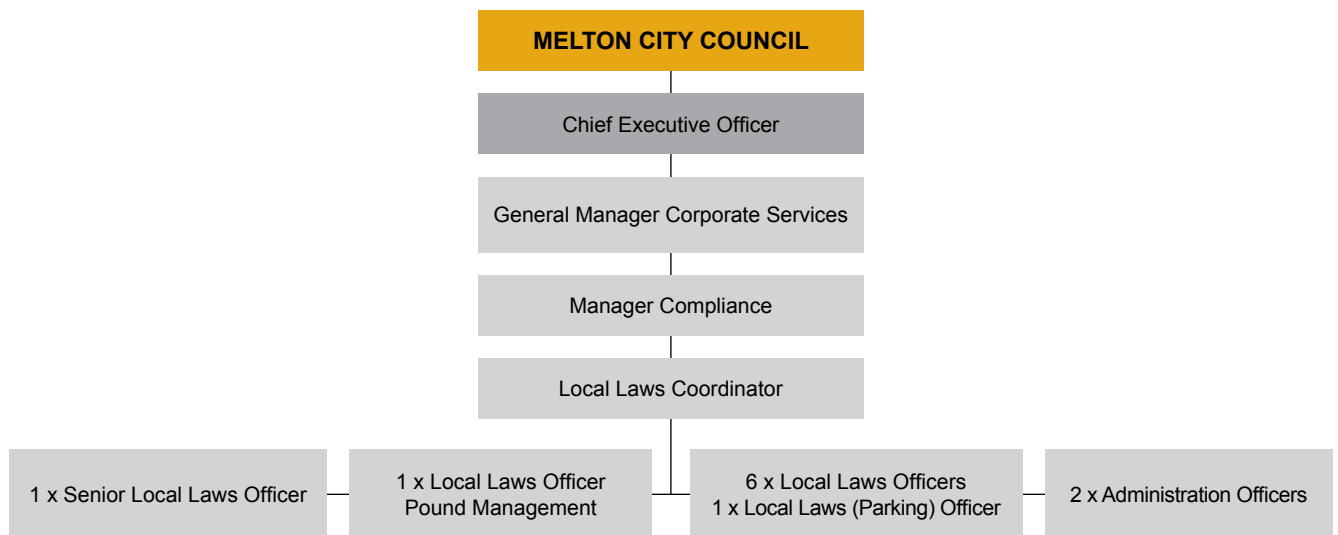 MELTON CITY COUNCIL
Chief Executive Officer
General Manager Corporate Services
Manager Compliance
Local Laws Coordinator
1 x Senior Local Laws Officer
1 x Local Laws Officer
Pound Management
6 x Local Laws Officers
1 x Local Laws (Parking) Officer
2 x Administration Officers